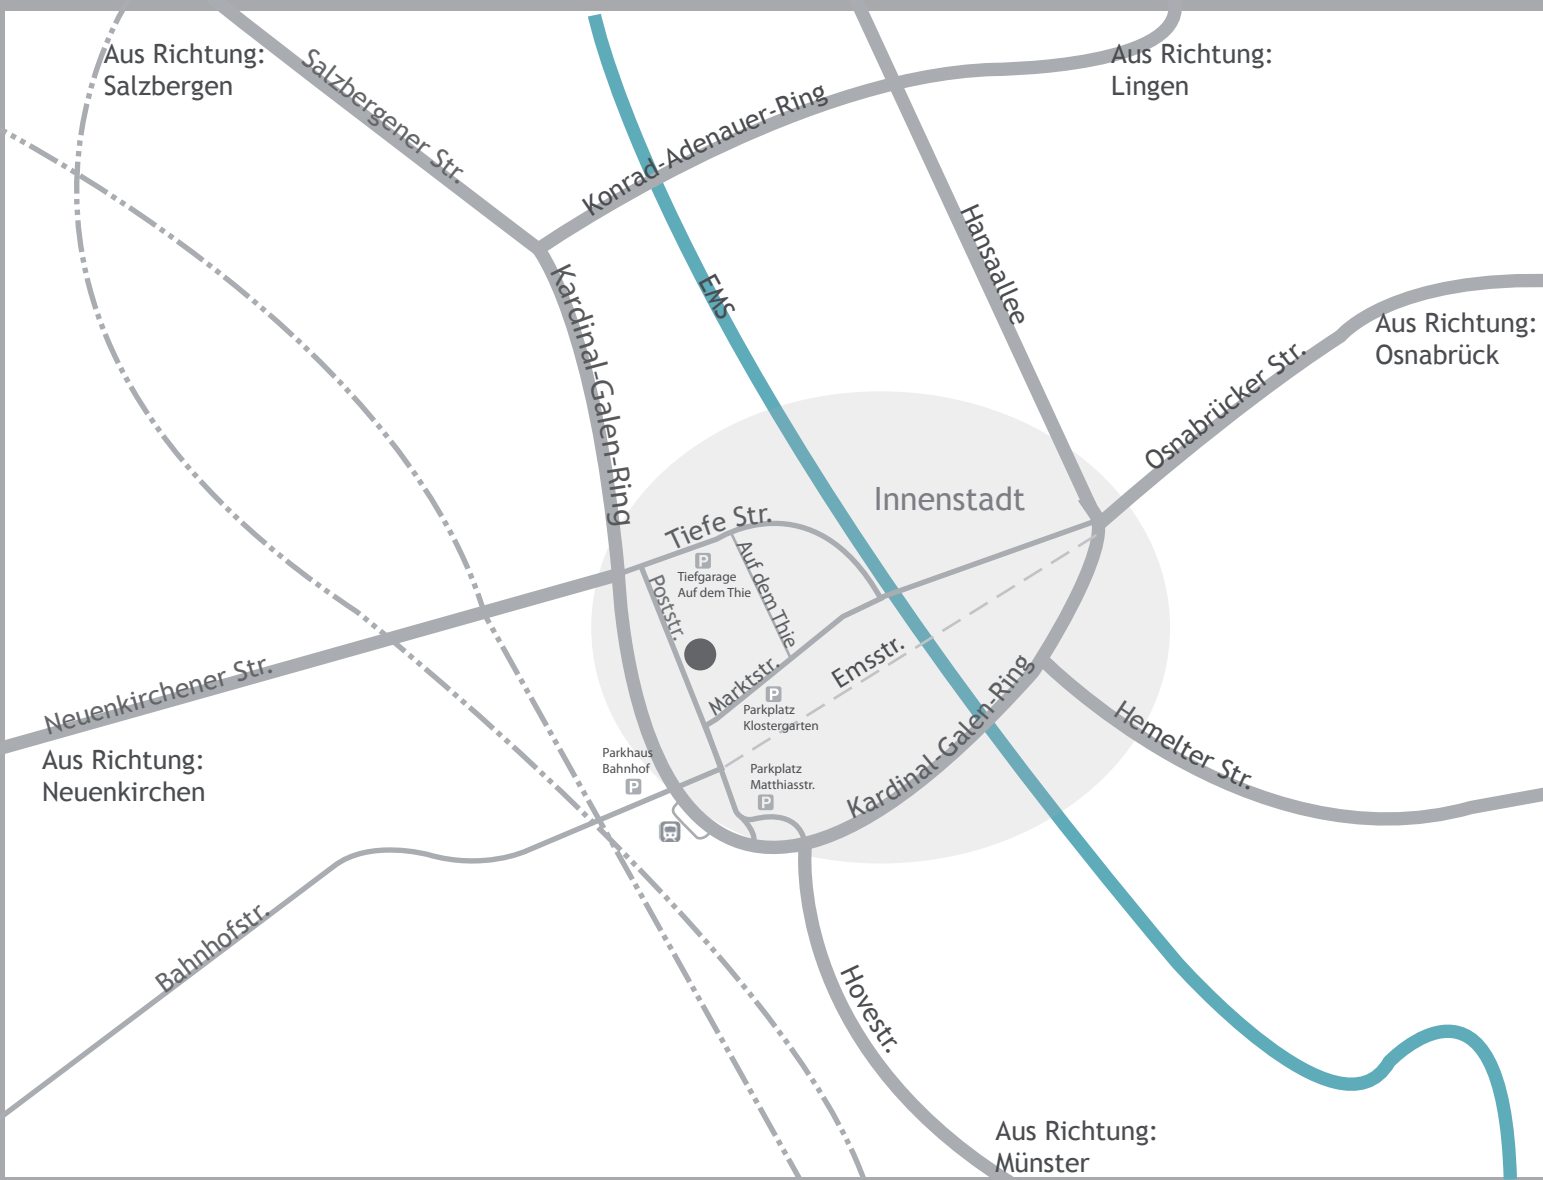 Aus Richtung:
Salzbergen
Salzbergener Str.
Konrad-Adenauer-Ring
Aus Richtung:
Lingen
Hansaallee
EMS
Kardinal-Galen-Ring
Aus Richtung:
Osnabrück
Osnabrücker Str.
Innenstadt
Tiefe Str.
P
Tiefgarage
Auf dem Thie
Auf dem Thie
Poststr.
Marktstr.
Emsstr.
P
Parkplatz
Klostergarten
Neuenkirchener Str.
Aus Richtung:
Neuenkirchen
Parkhaus
Bahnhof
P
Parkplatz
Matthiasstr.
P
Kardinal-Galen-Ring
Hemelter Str.
Bahnhofstr.
Hovestr.
Aus Richtung:
Münster